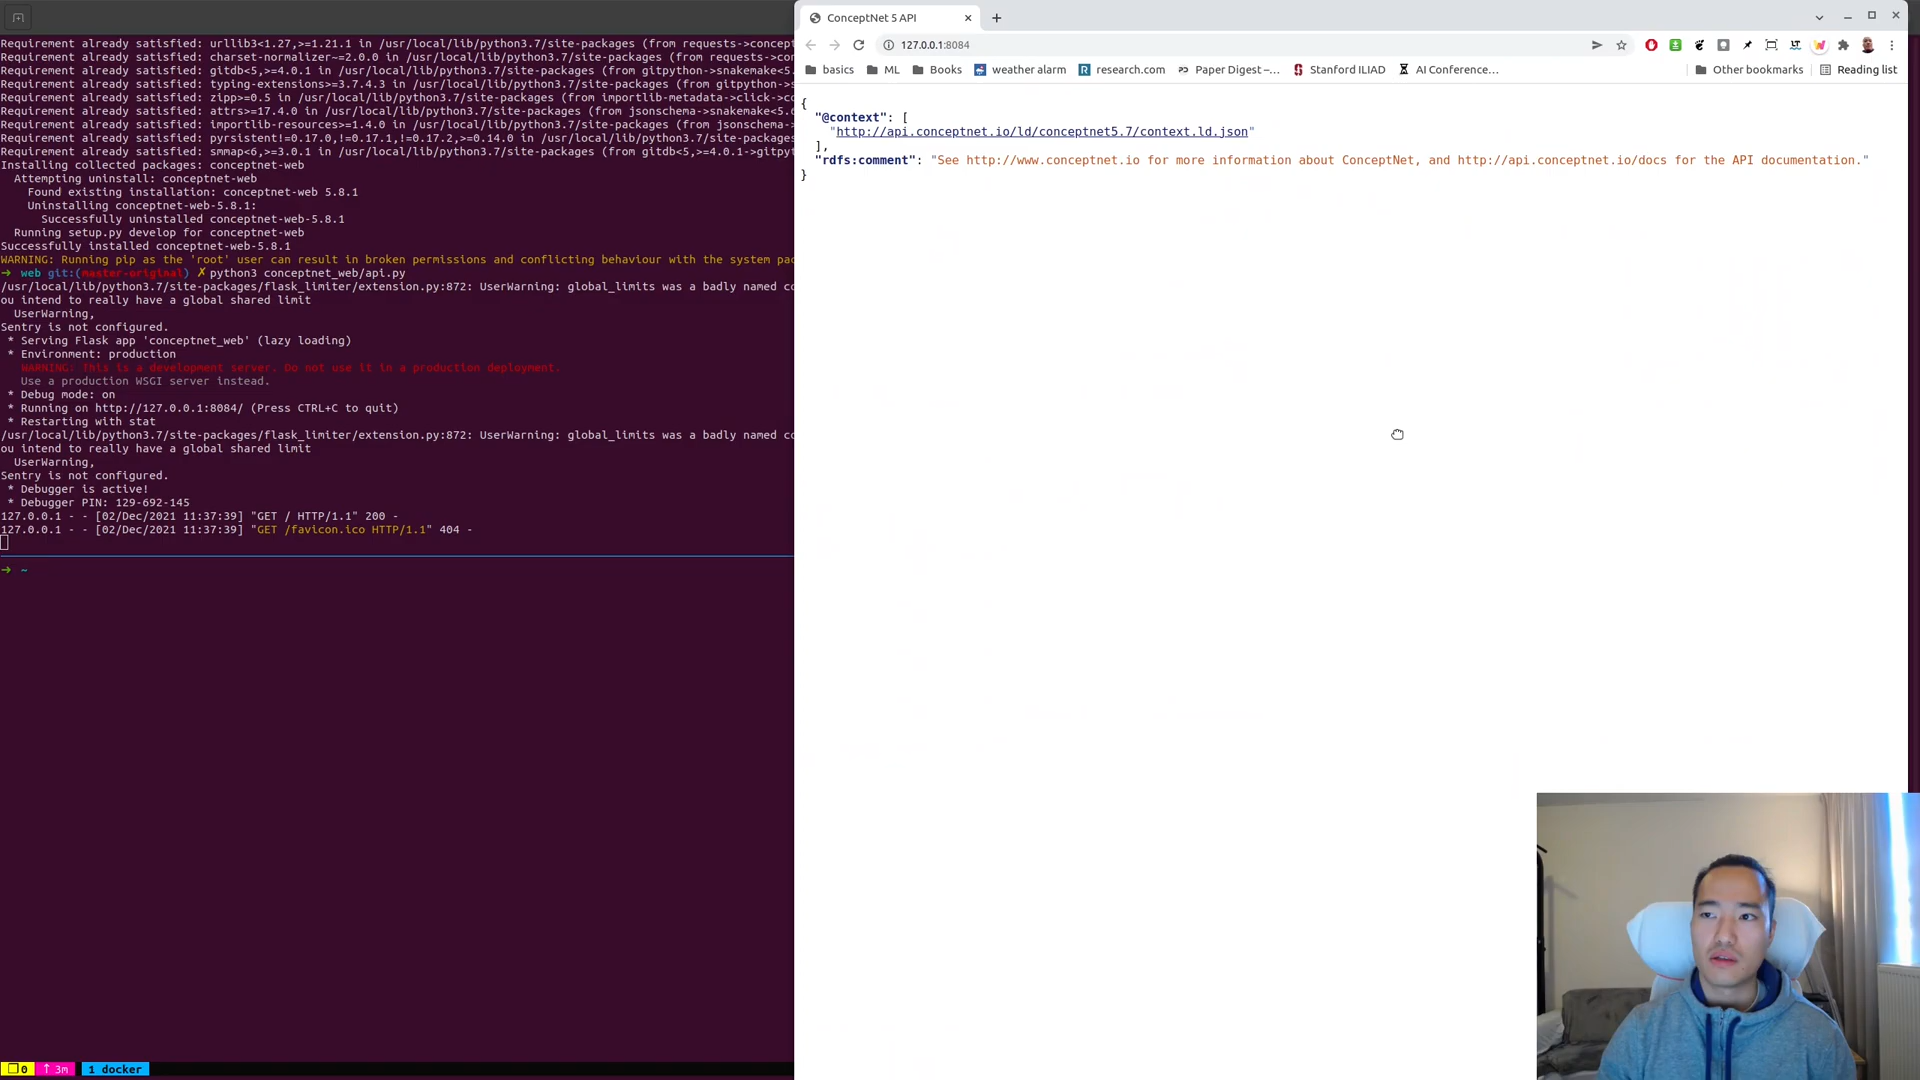 Requirement already satisfied: urllib3<1.27,>=1.21.1 in /usr/local/lib/python3.7/site-packages (from requests->concept
Requirement already satisfied: charset-normalizer~=2.0.0 in /usr/local/lib/python3.7/site-packages (from requests->conc
Requirement already satisfied: gitdb<5,>=4.0.1 in /usr/local/lib/python3.7/site-packages (from gitpython->snakemake<5.
Requirement already satisfied: typing-extensions>=3.7.4.3 in /usr/local/lib/python3.7/site-packages (from gitpython->s
Requirement already satisfied: zipp>=0.5 in /usr/local/lib/python3.7/site-packages (from importlib-metadata->click->co
Requirement already satisfied: attrs>=17.4.0 in /usr/local/lib/python3.7/site-packages (from jsonschema->snakemake<5.6
Requirement already satisfied: importlib-resources>=1.4.0 in /usr/local/lib/python3.7/site-packages (from jsonschema->
Requirement already satisfied: pyrsistent!=0.17.0,!=0.17.1,!=0.17.2,>=0.14.0 in /usr/local/lib/python3.7/site-packages
Requirement already satisfied: smmap<6,>=3.0.1 in /usr/local/lib/python3.7/site-packages (from gitdb<5,>=4.0.1->gitpy
Installing collected packages: conceptnet-web
Attempting uninstall: conceptnet-web
Found existing installation: conceptnet-web 5.8.1
Uninstalling conceptnet-web-5.8.1:
Successfully uninstalled conceptnet-web-5.8.1
Running setup.py develop for conceptnet-web
Successfully installed conceptnet-web-5.8.1
WARNING: Running pip as the 'root' user can result in broken permissions and conflicting behaviour with the system pac
→ web git:(master-original) ✗ python3 conceptnet_web/api.py
/usr/local/lib/python3.7/site-packages/flask_limiter/extension.py:872: UserWarning: global_limits was a badly named co
ou intend to really have a global shared limit
UserWarning,
Sentry is not configured.
* Serving Flask app 'conceptnet_web' (lazy loading)
* Environment: production
WARNING: This is a development server. Do not use it in a production deployment.
Use a production WSGI server instead.
* Debug mode: on
* Running on http://127.0.0.1:8084/ (Press CTRL+C to quit)
* Restarting with stat
/usr/local/lib/python3.7/site-packages/flask_limiter/extension.py:872: UserWarning: global_limits was a badly named co
ou intend to really have a global shared limit
UserWarning,
Sentry is not configured.
* Debugger is active!
* Debugger PIN: 129-692-145
127.0.0.1 - - [02/Dec/2021 11:37:39] "GET / HTTP/1.1" 200 -
127.0.0.1 - - [02/Dec/2021 11:37:39] "GET /favicon.ico HTTP/1.1" 404 -
→ ~
0 ↑ 3m 1 docker
ConceptNet 5 API
127.0.0.1:8084
basics ML Books weather alarm research.com Paper Digest –... Stanford ILIAD AI Conference... Other bookmarks Reading list
{
"@context": [
"http://api.conceptnet.io/ld/conceptnet5.7/context.ld.json"
],
"rdfs:comment": "See http://www.conceptnet.io for more information about ConceptNet, and http://api.conceptnet.io/docs for the API documentation."
}